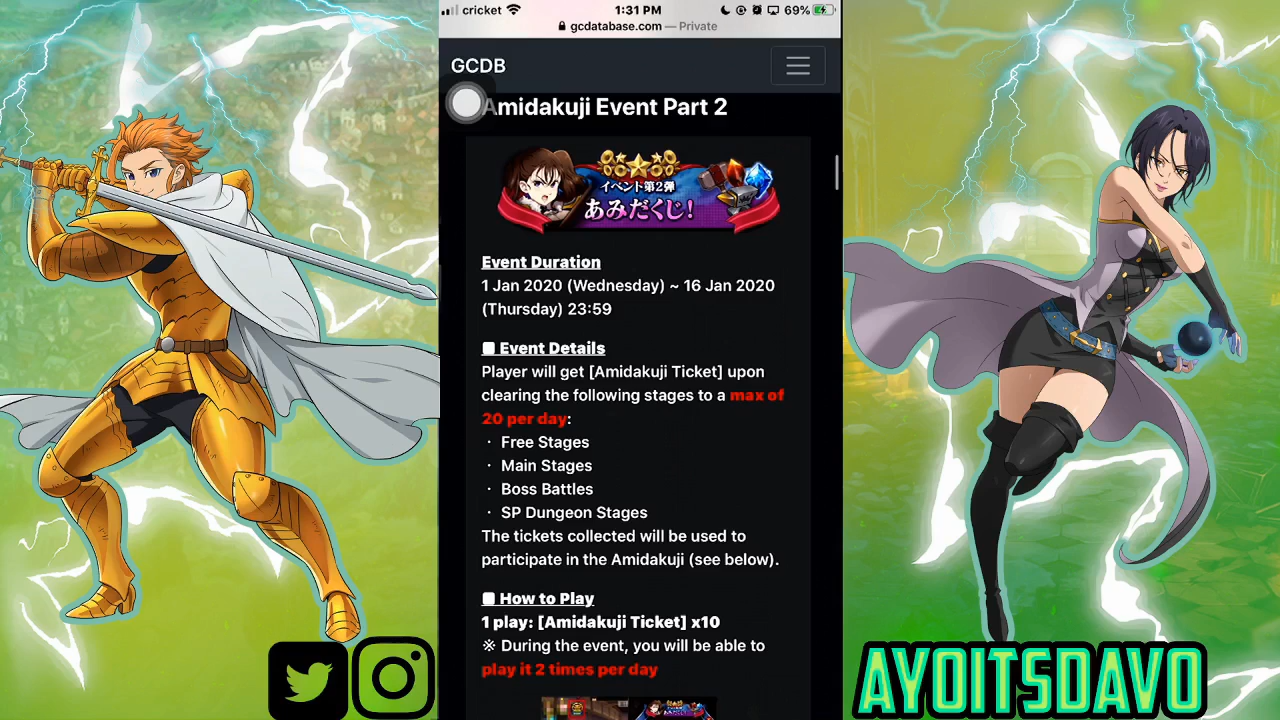 cricket 1:31 PM 69%
gcdatabase.com — Private
GCDB
Amidakuji Event Part 2
イベント第2弾
あみだくじ!
Event Duration
1 Jan 2020 (Wednesday) ~ 16 Jan 2020
(Thursday) 23:59
Event Details
Player will get [Amidakuji Ticket] upon
clearing the following stages to a max of
20 per day:
・ Free Stages
・ Main Stages
・ Boss Battles
・ SP Dungeon Stages
The tickets collected will be used to
participate in the Amidakuji (see below).
How to Play
1 play: [Amidakuji Ticket] x10
※ During the event, you will be able to
play it 2 times per day
AYOITSDAVO